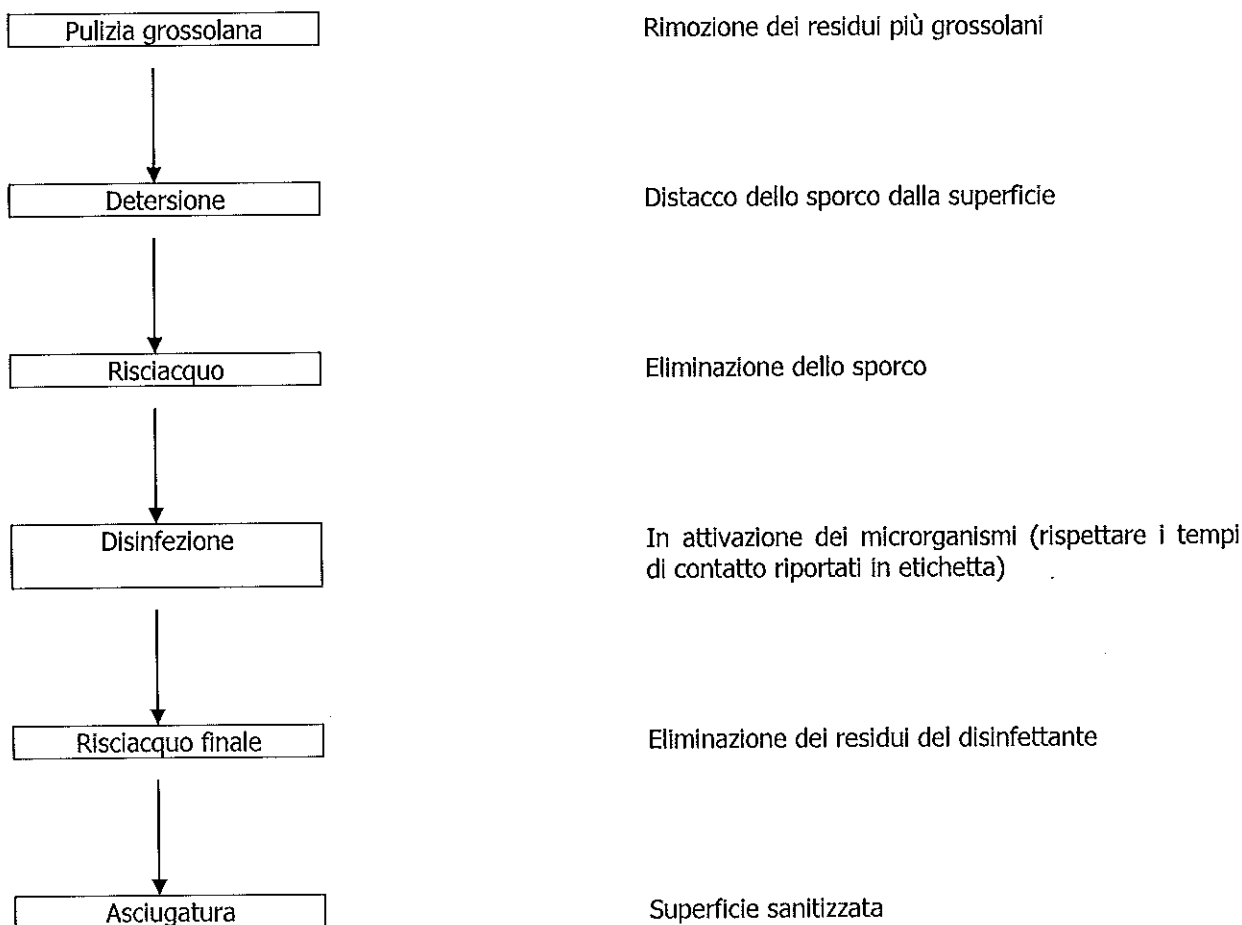 Pulizia grossolana
Rimozione dei residui più grossolani
Detersione
Distacco dello sporco dalla superficie
Risciacquo
Eliminazione dello sporco
Disinfezione
In attivazione dei microrganismi (rispettare i tempi
di contatto riportati in etichetta)
Risciacquo finale
Eliminazione dei residui del disinfettante
Asciugatura
Superficie sanitizzata